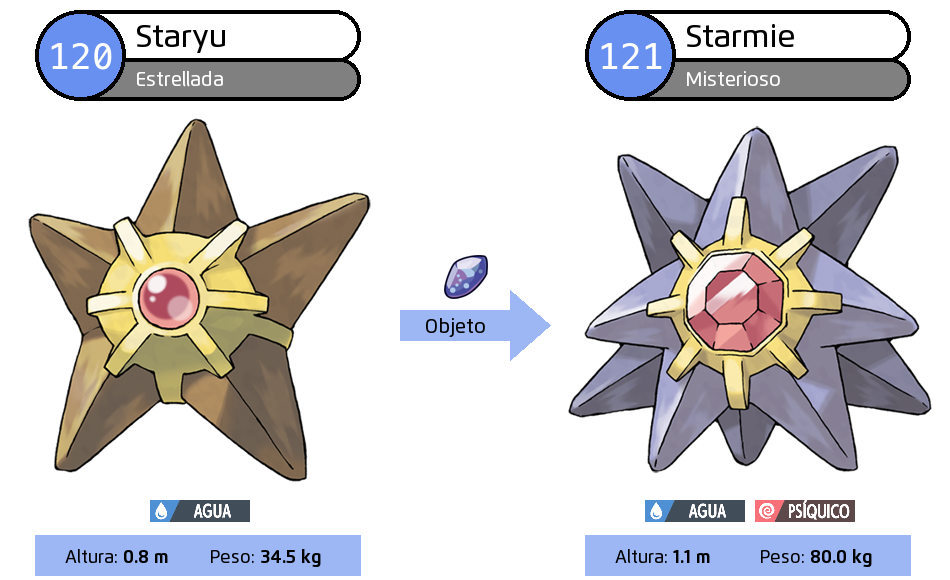 120 Staryu
Estrellada
121 Starmie
Misterioso
Objeto
AGUA
AGUA PSÍQUICO
Altura: 0.8 m Peso: 34.5 kg
Altura: 1.1 m Peso: 80.0 kg